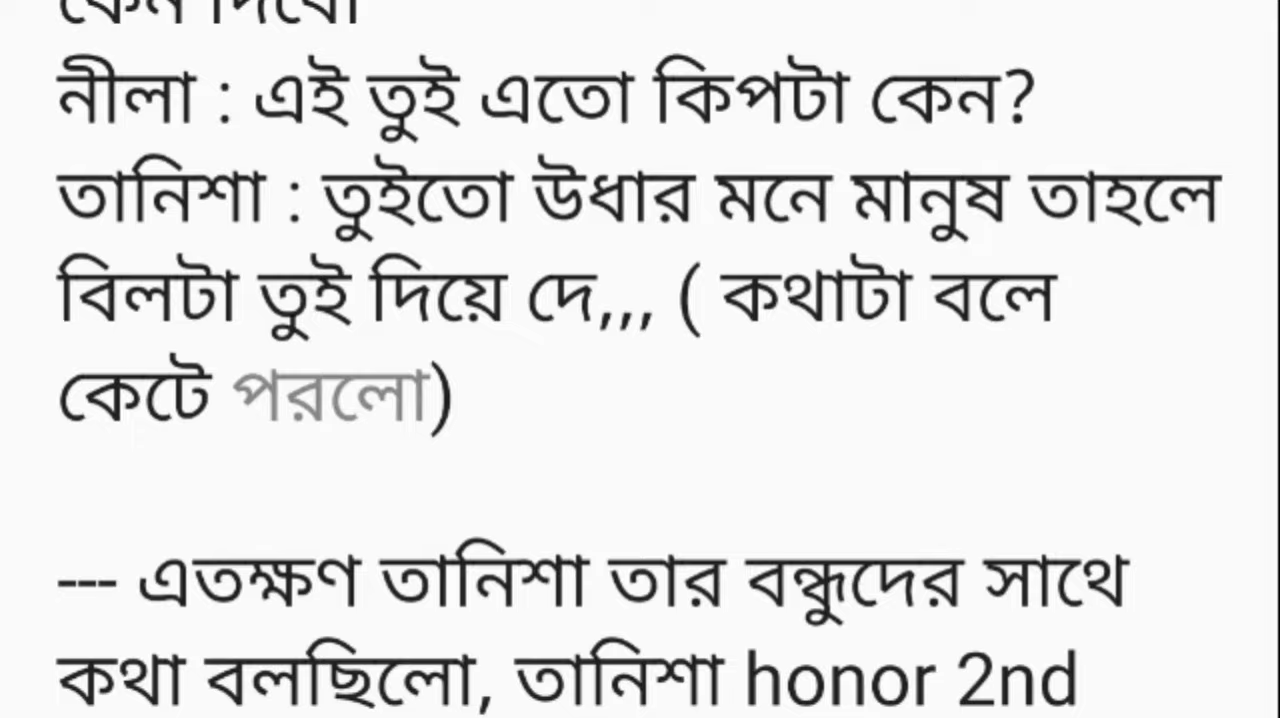 কেন দিবো
নীলা : এই তুই এতো কিপটা কেন?
তানিশা : তুইতো উধার মনে মানুষ তাহলে
বিলটা তুই দিয়ে দে,,, ( কথাটা বলে
কেটে পরলো)
--- এতক্ষণ তানিশা তার বন্ধুদের সাথে
কথা বলছিলো, তানিশা honor 2nd